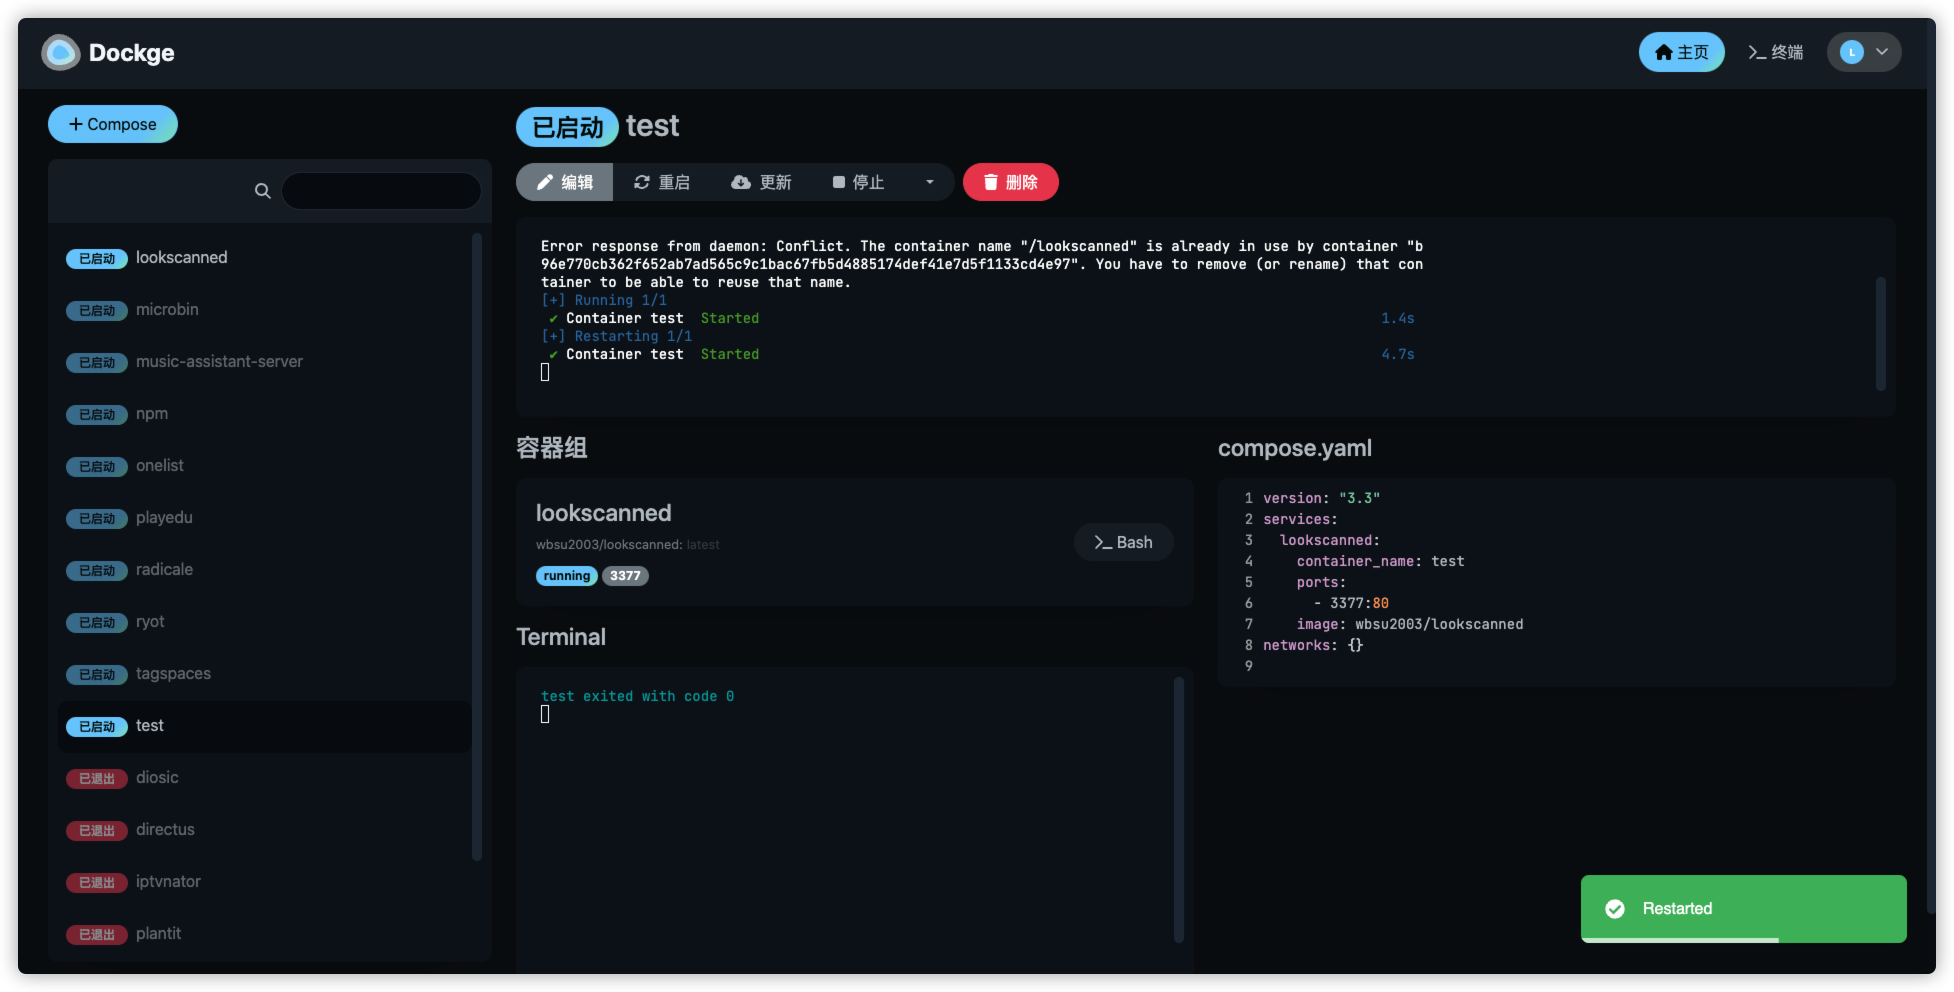 Dockge
主页
终端
L
Compose
已启动 lookscanned
已启动 microbin
已启动 music-assistant-server
已启动 npm
已启动 onelist
已启动 playedu
已启动 radicale
已启动 ryot
已启动 tagspaces
已启动 test
已退出 diosic
已退出 directus
已退出 iptvnator
已退出 plantit
已启动 test
编辑 重启 更新 停止 删除
Error response from daemon: Conflict. The container name "/lookscanned" is already in use by container "b
96e770cb362f652ab7ad565c9c1bac67fb5d4885174def41e7d5f1133cd4e97". You have to remove (or rename) that con
tainer to be able to reuse that name.
[+] Running 1/1
✔ Container test Started 1.4s
[+] Restarting 1/1
✔ Container test Started 4.7s
容器组
lookscanned
wbsu2003/lookscanned: latest
running 3377
Bash
Terminal
test exited with code 0
compose.yaml
1 version: "3.3"
2 services:
3   lookscanned:
4     container_name: test
5     ports:
6       - 3377:80
7     image: wbsu2003/lookscanned
8 networks: {}
9
Restarted